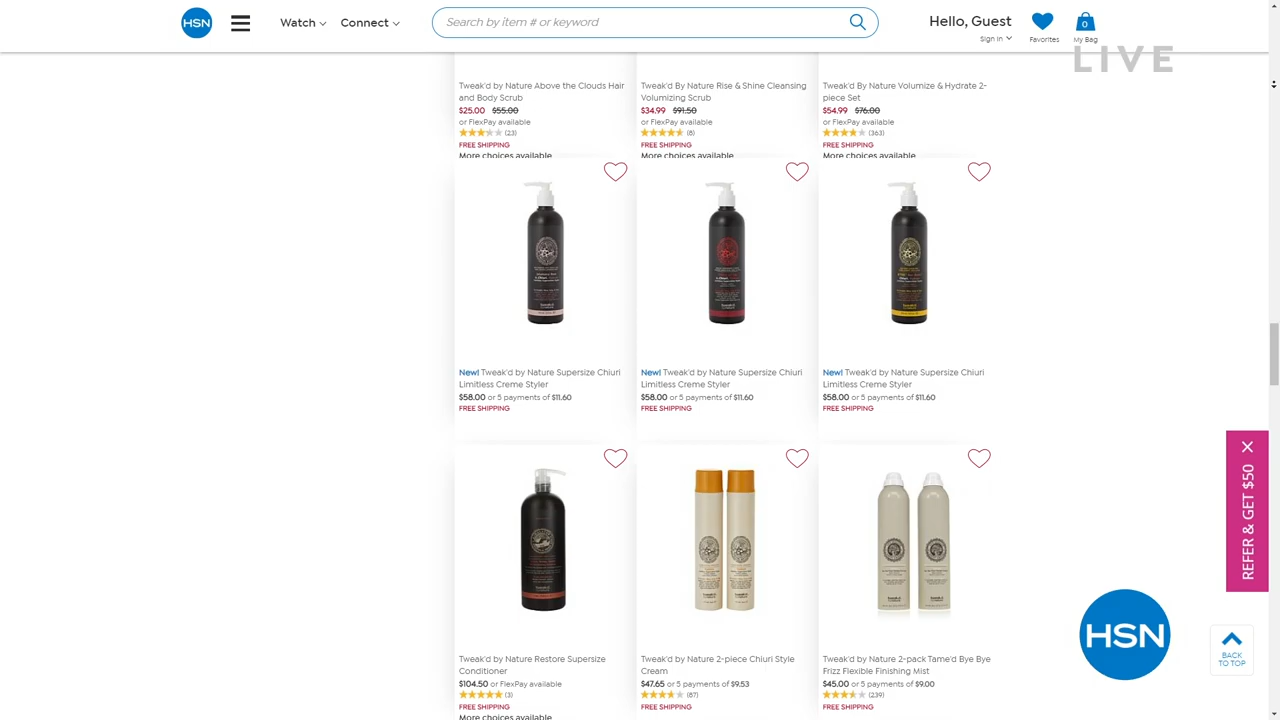 HSN
Watch
Connect
Search by item # or keyword
Hello, Guest
Sign In
Favorites
0
My Bag
LIVE
Tweak'd by Nature Above the Clouds Hair
and Body Scrub
$25.00 $55.00
or FlexPay available
(23)
FREE SHIPPING
More choices available
Tweak'd By Nature Rise & Shine Cleansing
Volumizing Scrub
$34.99 $91.50
or FlexPay available
(8)
FREE SHIPPING
More choices available
Tweak'd By Nature Volumize & Hydrate 2-
piece Set
$54.99 $76.00
or FlexPay available
(363)
FREE SHIPPING
More choices available
New! Tweak'd by Nature Supersize Chiuri
Limitless Creme Styler
$58.00 or 5 payments of $11.60
FREE SHIPPING
New! Tweak'd by Nature Supersize Chiuri
Limitless Creme Styler
$58.00 or 5 payments of $11.60
FREE SHIPPING
New! Tweak'd by Nature Supersize Chiuri
Limitless Creme Styler
$58.00 or 5 payments of $11.60
FREE SHIPPING
Tweak'd by Nature Restore Supersize
Conditioner
$104.50 or FlexPay available
(3)
FREE SHIPPING
More choices available
Tweak'd by Nature 2-piece Chiuri Style
Cream
$47.65 or 5 payments of $9.53
(87)
FREE SHIPPING
Tweak'd by Nature 2-pack Tame'd Bye Bye
Frizz Flexible Finishing Mist
$45.00 or 5 payments of $9.00
(239)
FREE SHIPPING
REFER & GET $50
HSN
BACK
TO TOP